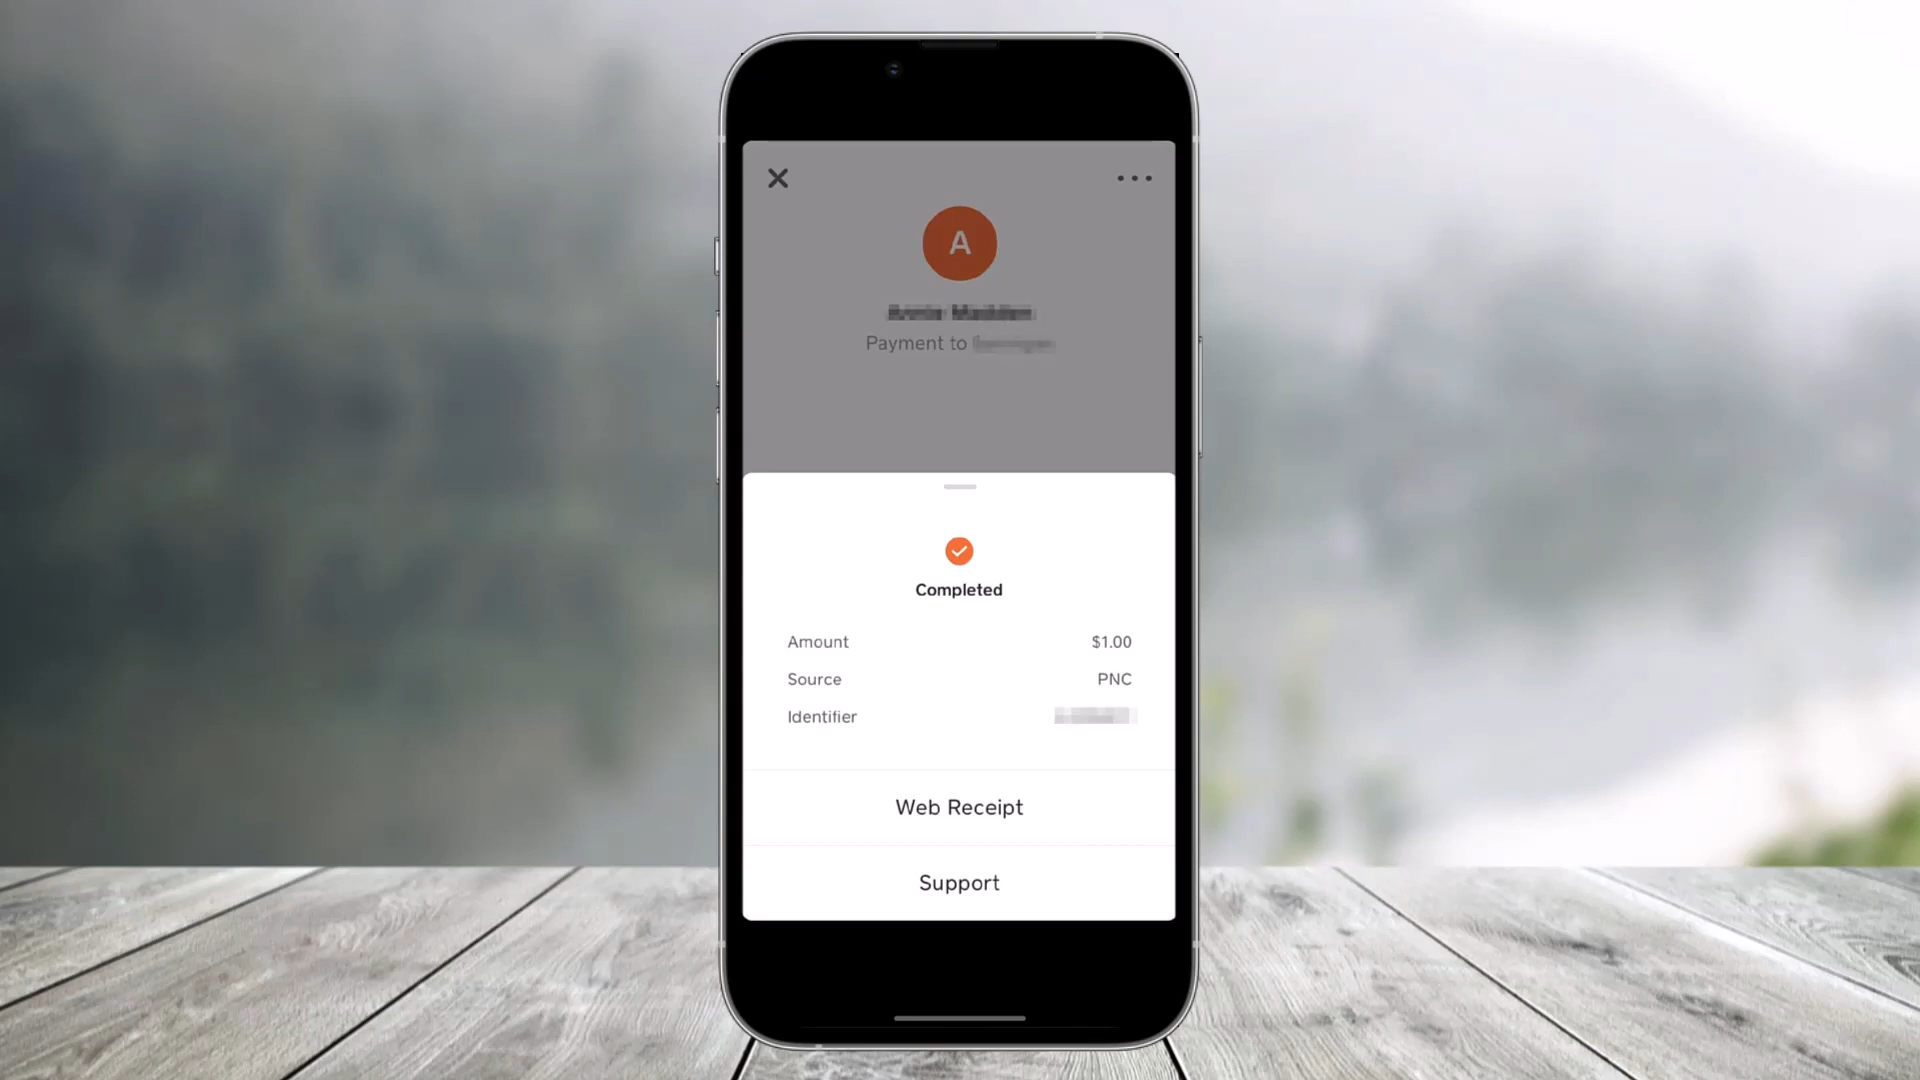 A
Payment to
Completed
Amount $1.00
Source PNC
Identifier
Web Receipt
Support